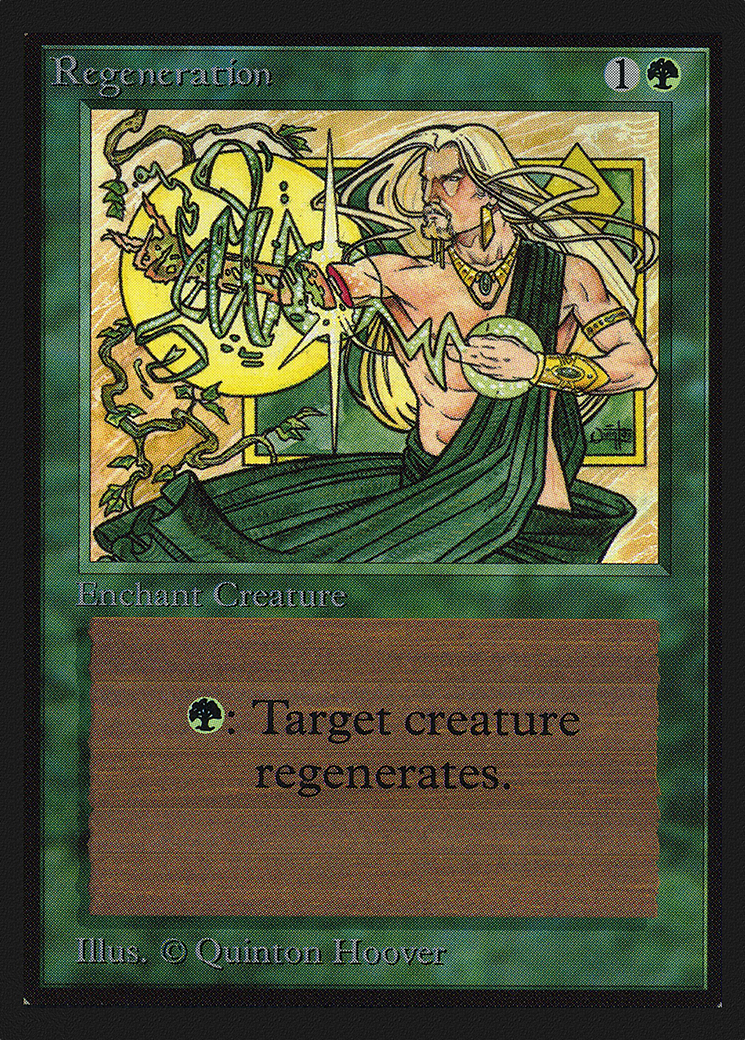 Regeneration 1
Enchant Creature
: Target creature
regenerates.
Illus. © Quinton Hoover